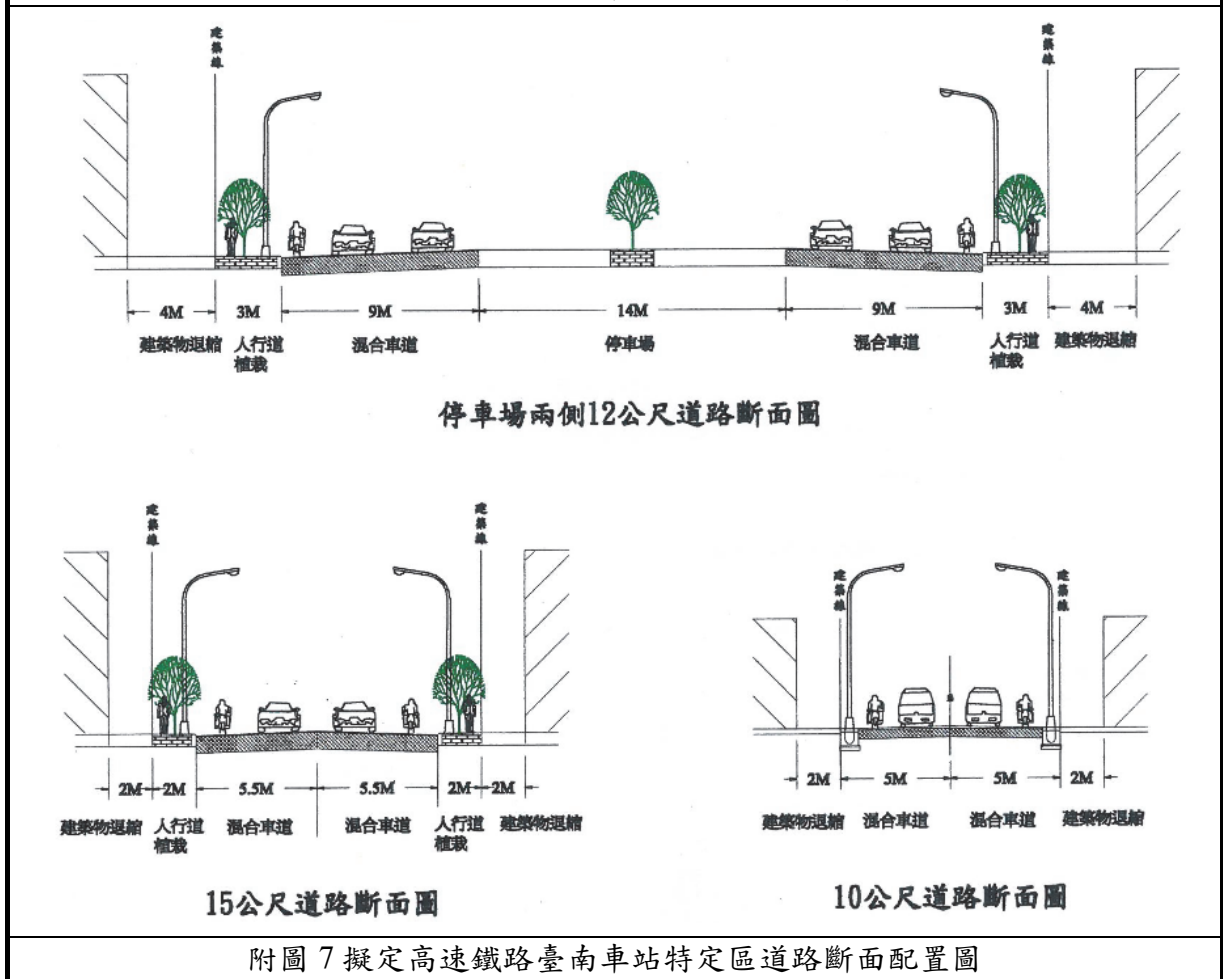 建築線
建築線
4M 3M 9M 14M 9M 3M 4M
建築物退縮 人行道植栽 混合車道 停車場 混合車道 人行道植栽 建築物退縮
停車場兩側12公尺道路斷面圖
建築線
建築線
2M 2M 5.5M 5.5M 2M 2M
建築物退縮 人行道植栽 混合車道 混合車道 人行道植栽 建築物退縮
15公尺道路斷面圖
建築線
建築線
2M 5M 5M 2M
建築物退縮 混合車道 混合車道 建築物退縮
10公尺道路斷面圖
附圖 7 擬定高速鐵路臺南車站特定區道路斷面配置圖